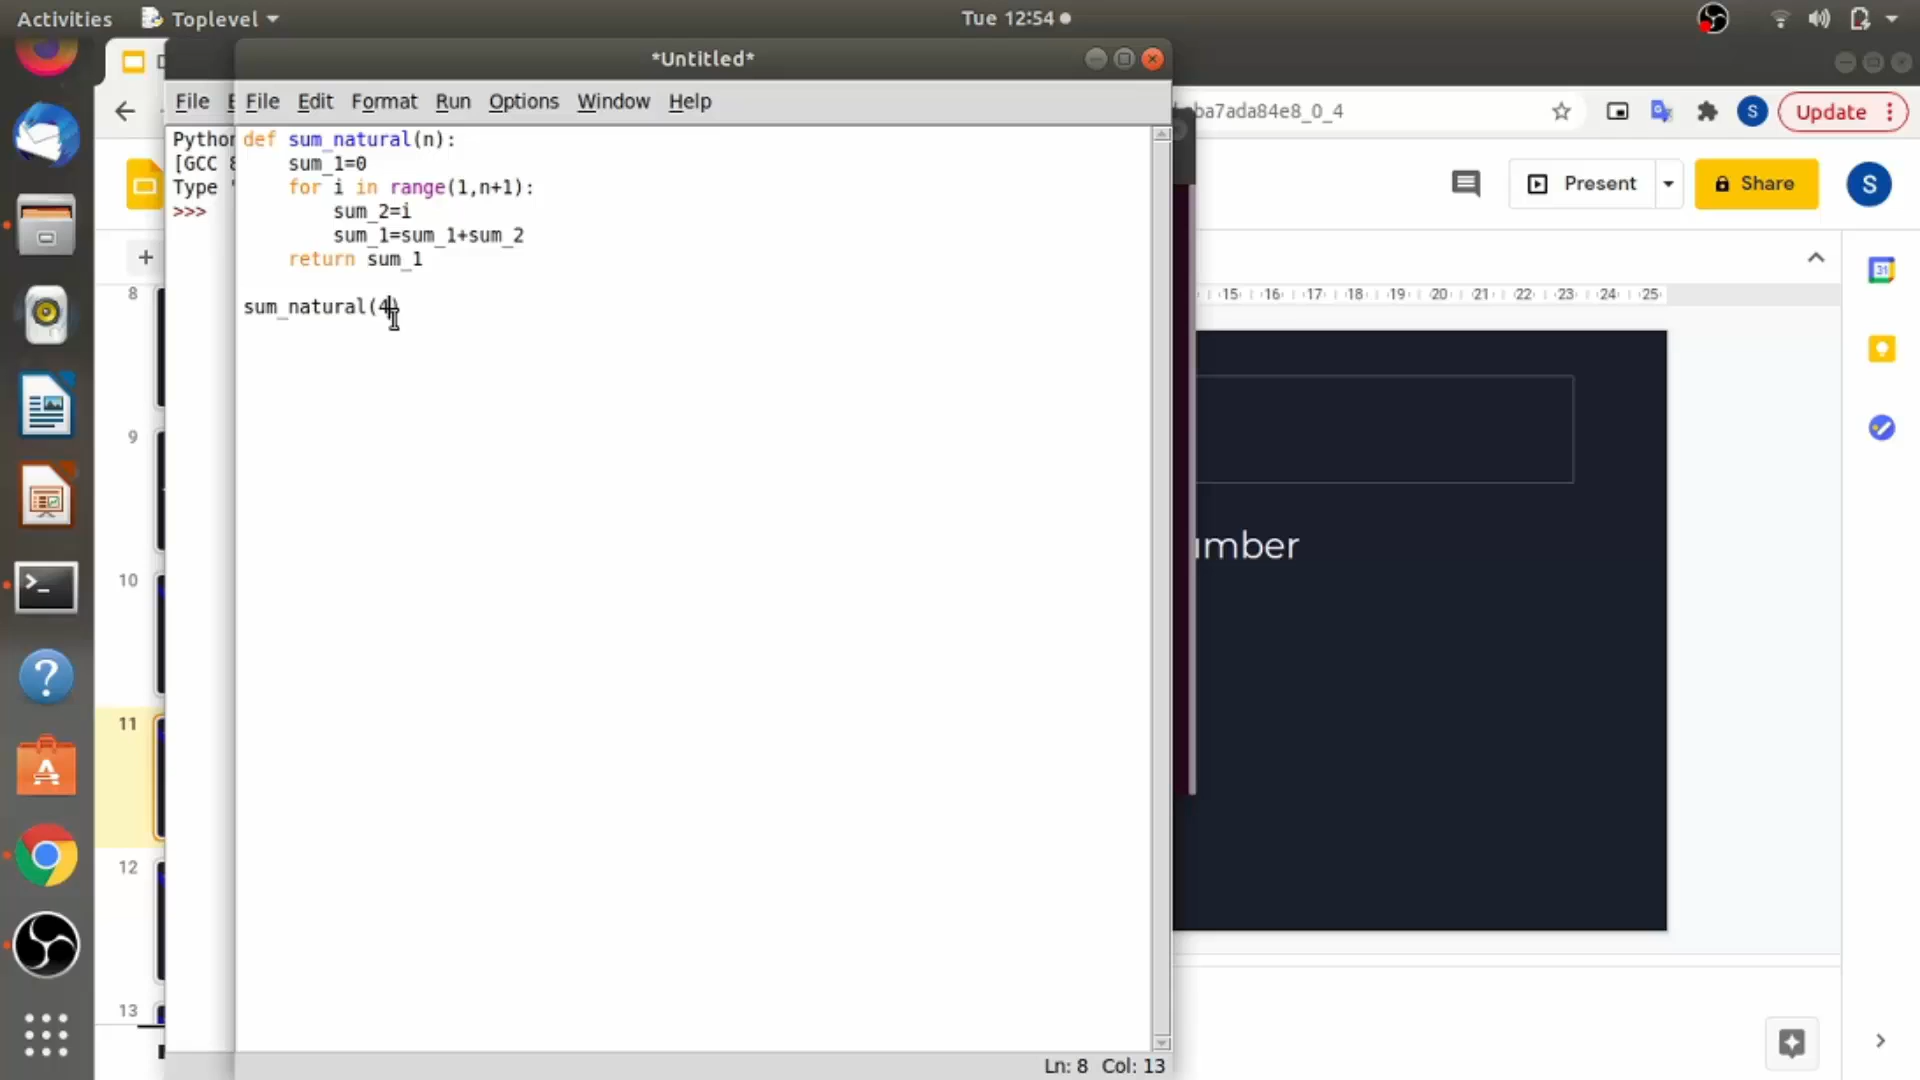 Activities
Toplevel
Tue 12:54
*Untitled*
File
File Edit Format Run Options Window Help
Python
[GCC
Type
>>>
def sum_natural(n):
sum_1=0
for i in range(1,n+1):
sum_2=i
sum_1=sum_1+sum_2
return sum_1
sum_natural(4)
Ln: 8 Col: 13
ba7ada84e8_0_4
S
Update
Present
Share
S
31
15 16 17 18 19 20 21 22 23 24 25
umber
8
9
10
11
12
13